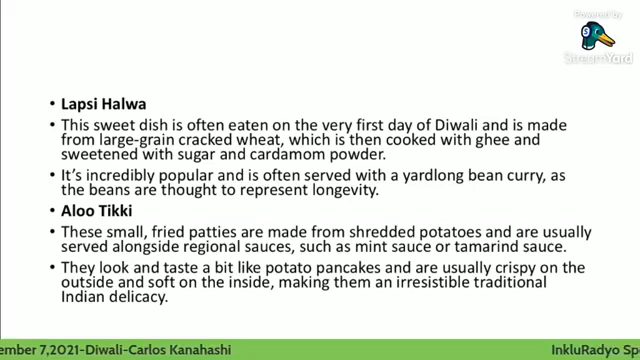 Powered by
StreamYard
• Lapsi Halwa
• This sweet dish is often eaten on the very first day of Diwali and is made
from large-grain cracked wheat, which is then cooked with ghee and
sweetened with sugar and cardamom powder.
• It's incredibly popular and is often served with a yardlong bean curry, as
the beans are thought to represent longevity.
• Aloo Tikki
• These small, fried patties are made from shredded potatoes and are usually
served alongside regional sauces, such as mint sauce or tamarind sauce.
• They look and taste a bit like potato pancakes and are usually crispy on the
outside and soft on the inside, making them an irresistible traditional
Indian delicacy.
ember 7,2021-Diwali-Carlos Kanahashi
InkluRadyo Sp